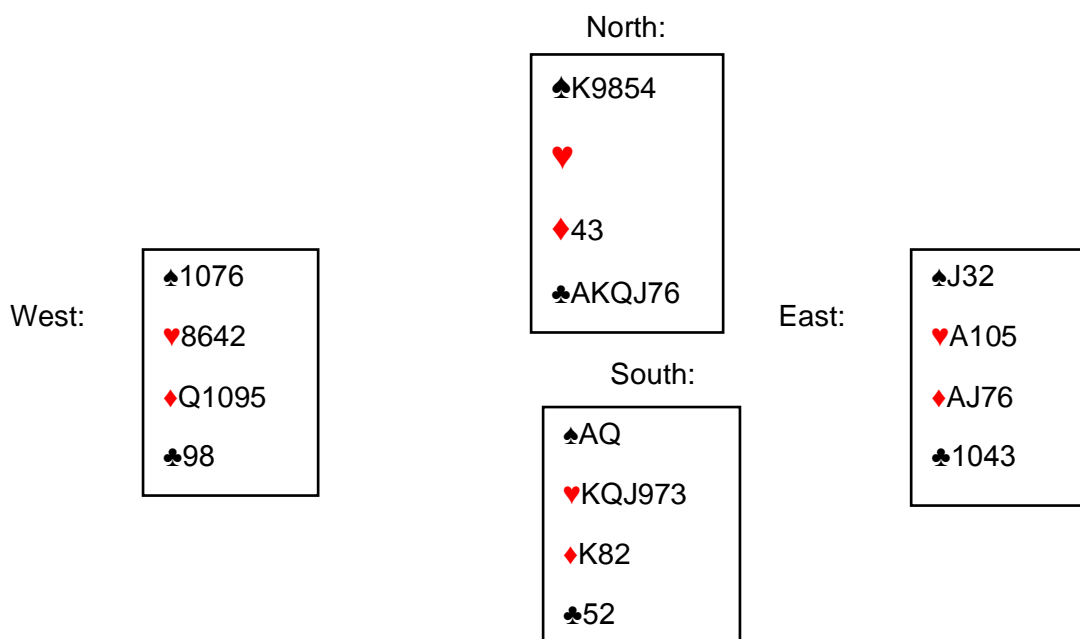 North:
♠K9854
♥
♦43
♣AKQJ76
West:
♠1076
♥8642
♦Q1095
♣98
East:
♠J32
♥A105
♦AJ76
♣1043
South:
♠AQ
♥KQJ973
♦K82
♣52